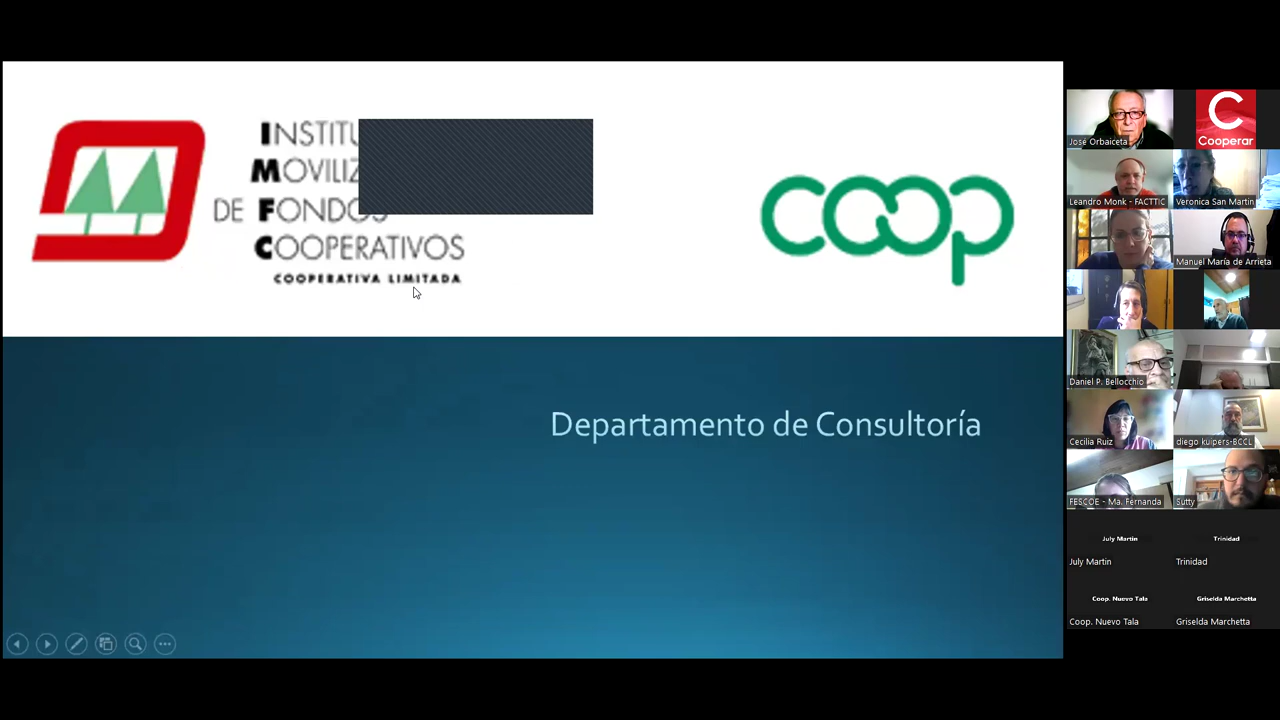 INSTITU
MOVILIZ
DE FONDOS
COOPERATIVOS
COOPERATIVA LIMITADA
coop
Departamento de Consultoría
José Orbaiceta
C
Cooperar
Leandro Monk - FACTTIC
Veronica San Martin
Manuel María de Arrieta
Daniel P. Bellocchio
Cecilia Ruiz
diego kuipers-BCCL
FESCOE - Ma. Fernanda
Sutty
July Martin
Trinidad
July Martin
Trinidad
Coop. Nuevo Tala
Griselda Marchetta
Coop. Nuevo Tala
Griselda Marchetta